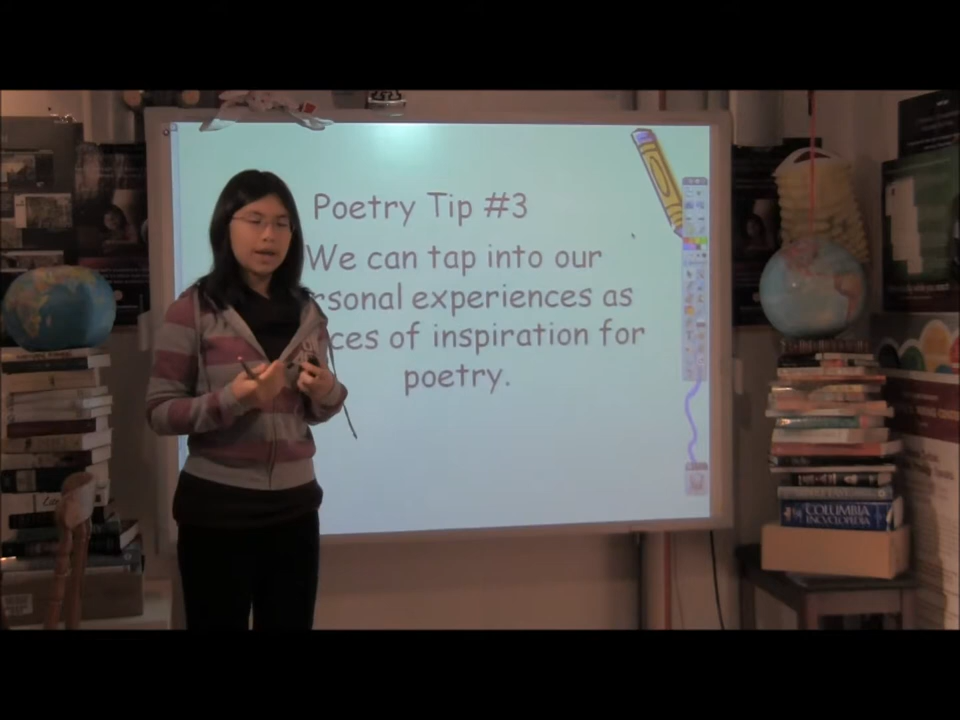 Poetry Tip #3
We can tap into our
rsonal experiences as
ces of inspiration for
poetry.
COLUMBIA
ENCYCLOPEDIA